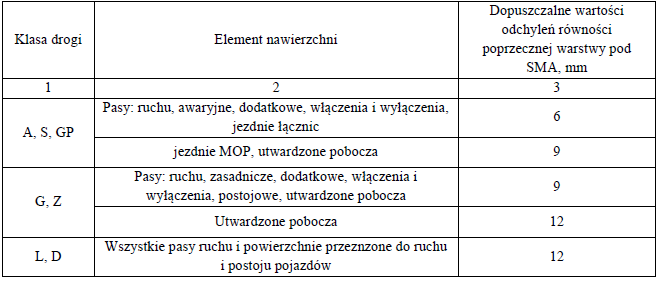 Klasa drogi
Element nawierzchni
Dopuszczalne wartości
odchyleń równości
poprzecznej warstwy pod
SMA, mm
1
2
3
A, S, GP
Pasy: ruchu, awaryjne, dodatkowe, włączenia i wyłączenia,
jezdnie łącznic
6
jezdnie MOP, utwardzone pobocza
9
G, Z
Pasy: ruchu, zasadnicze, dodatkowe, włączenia i
wyłączenia, postojowe, utwardzone pobocza
9
Utwardzone pobocza
12
L, D
Wszystkie pasy ruchu i powierzchnie przeznzone do ruchu
i postoju pojazdów
12